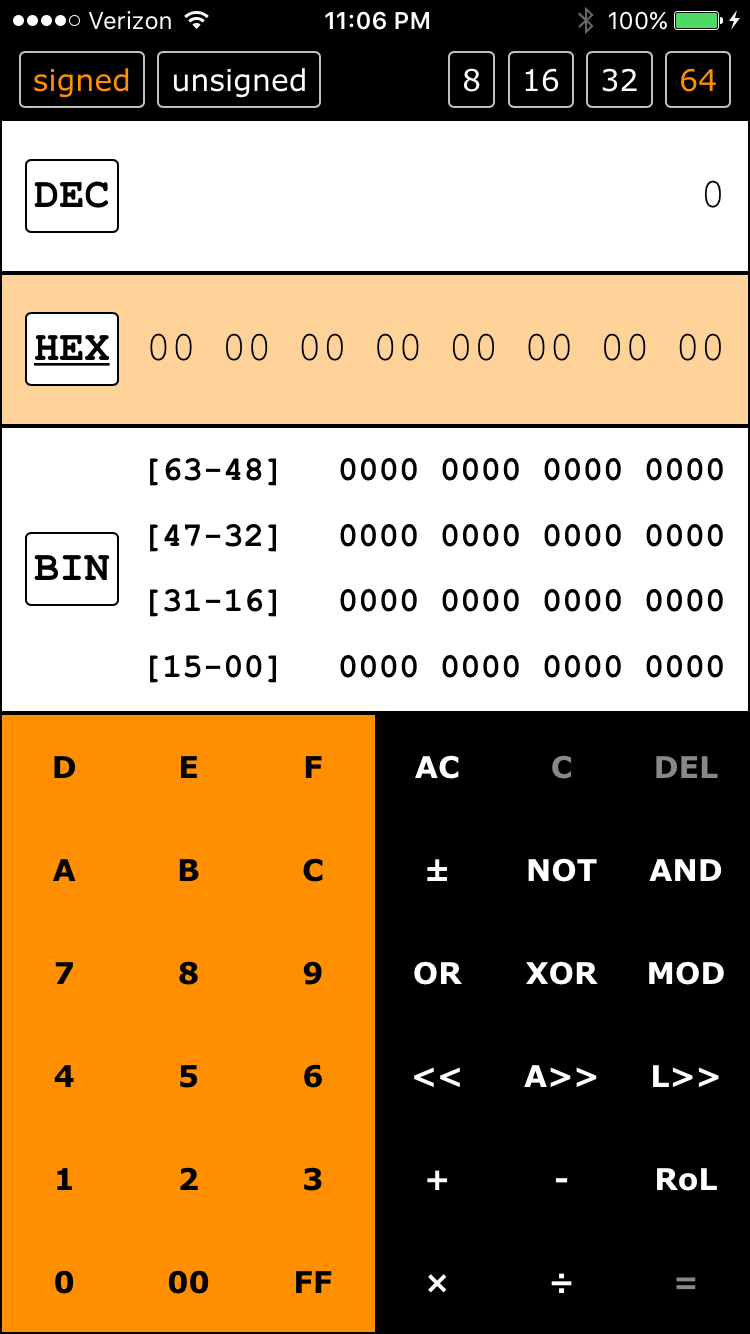 Verizon 11:06 PM 100%
signed unsigned 8 16 32 64
DEC 0
HEX 00 00 00 00 00 00 00 00
[63-48] 0000 0000 0000 0000
[47-32] 0000 0000 0000 0000
BIN
[31-16] 0000 0000 0000 0000
[15-00] 0000 0000 0000 0000
D E F AC C DEL
A B C ± NOT AND
7 8 9 OR XOR MOD
4 5 6 << A>> L>>
1 2 3 + - RoL
0 00 FF × ÷ =